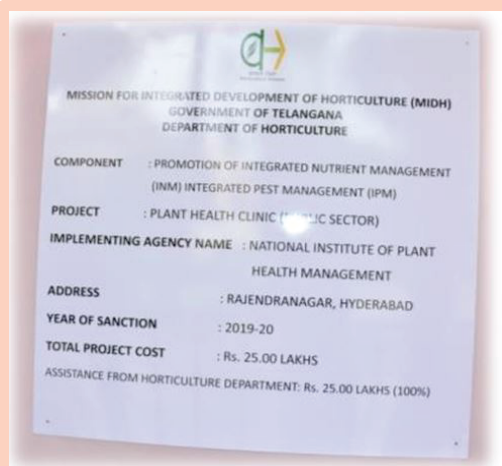 MISSION FOR INTEGRATED DEVELOPMENT OF HORTICULTURE (MIDH)
GOVERNMENT OF TELANGANA
DEPARTMENT OF HORTICULTURE
COMPONENT : PROMOTION OF INTEGRATED NUTRIENT MANAGEMENT
(INM) INTEGRATED PEST MANAGEMENT (IPM)
PROJECT : PLANT HEALTH CLINIC (PUBLIC SECTOR)
IMPLEMENTING AGENCY NAME : NATIONAL INSTITUTE OF PLANT
HEALTH MANAGEMENT
ADDRESS : RAJENDRANAGAR, HYDERABAD
YEAR OF SANCTION : 2019-20
TOTAL PROJECT COST : Rs. 25.00 LAKHS
ASSISTANCE FROM HORTICULTURE DEPARTMENT: Rs. 25.00 LAKHS (100%)